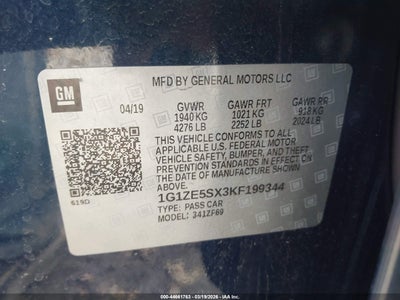 GM
MFD BY GENERAL MOTORS LLC
04/19 GVWR GAWR FRT GAWR RR
1940 KG 1021 KG 918 KG
4276 LB 2252 LB 2024 LB
THIS VEHICLE CONFORMS TO ALL
APPLICABLE U.S. FEDERAL MOTOR
VEHICLE SAFETY, BUMPER, AND THEFT
PREVENTION STANDARDS IN EFFECT
ON THE DATE OF MANUFACTURE SHOWN
ABOVE.
1G1ZE5SX3KF199344
TYPE: PASS CAR
MODEL: 341ZF69
619D
#: 000-44661763 | 03/19/2026 | Copyright: IAA, LLC.